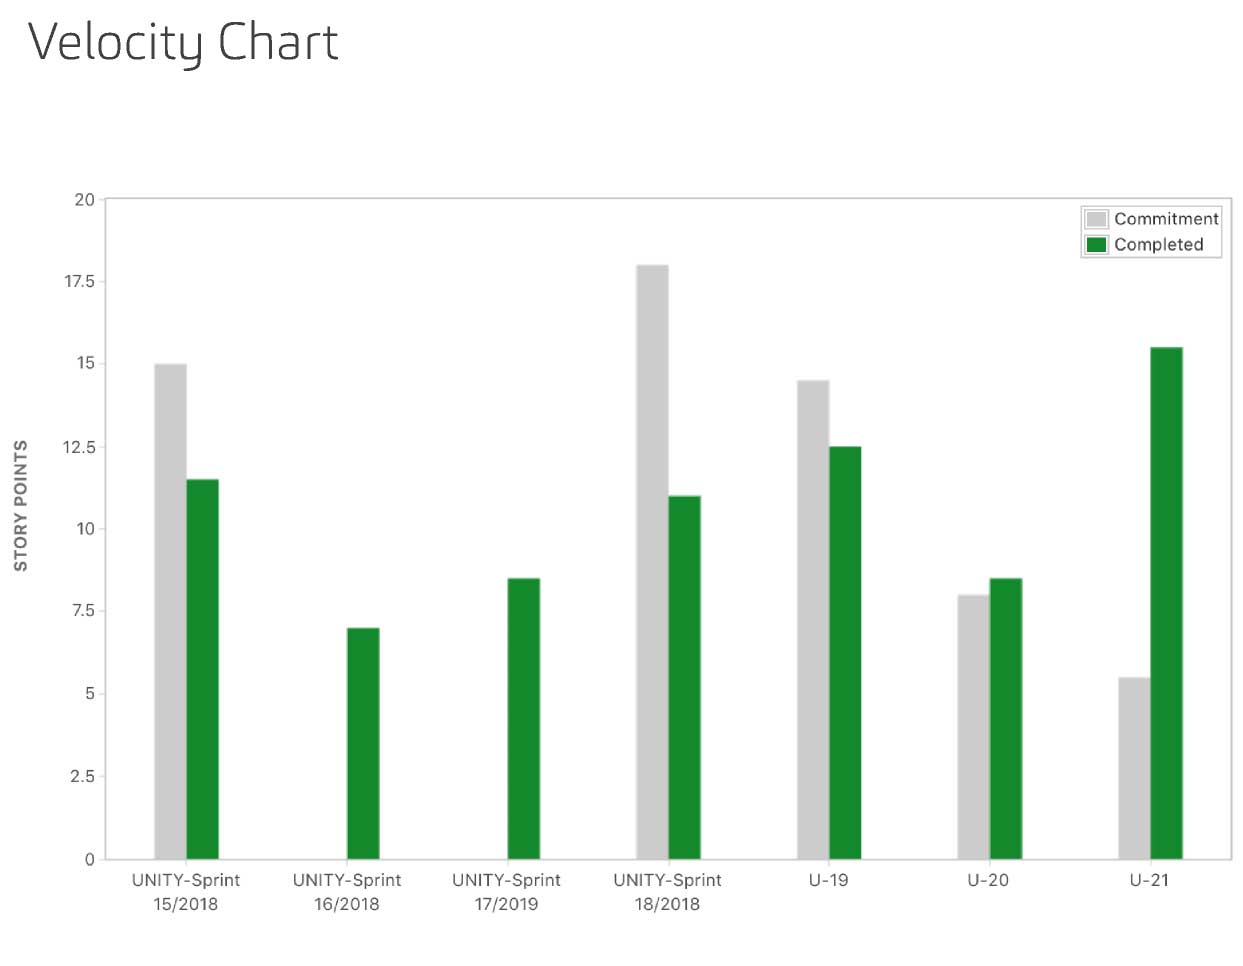 Velocity Chart
20
17.5
15
12.5
10
7.5
5
2.5
0
STORY POINTS
Commitment
Completed
UNITY-Sprint
15/2018
UNITY-Sprint
16/2018
UNITY-Sprint
17/2019
UNITY-Sprint
18/2018
U-19
U-20
U-21